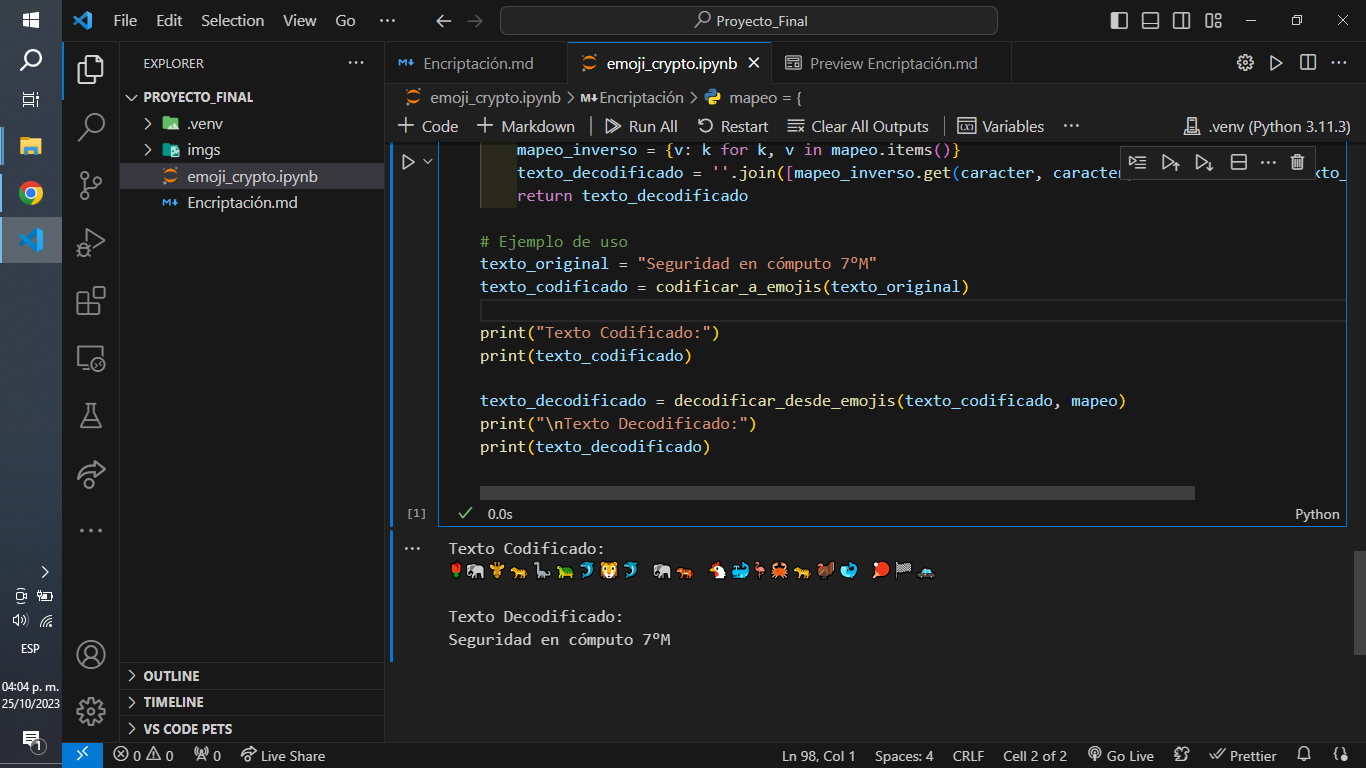 File Edit Selection View Go ··· Proyecto_Final
EXPLORER ···
PROYECTO_FINAL
.venv
imgs
emoji_crypto.ipynb
Encriptación.md
OUTLINE
TIMELINE
VS CODE PETS
Encriptación.md emoji_crypto.ipynb Preview Encriptación.md
emoji_crypto.ipynb > Encriptación > mapeo = {
+ Code + Markdown Run All Restart Clear All Outputs Variables ··· .venv (Python 3.11.3)
mapeo_inverso = {v: k for k, v in mapeo.items()}
texto_decodificado = ''.join([mapeo_inverso.get(caracter, caracter texto_
return texto_decodificado
# Ejemplo de uso
texto_original = "Seguridad en cómputo 7ºM"
texto_codificado = codificar_a_emojis(texto_original)
print("Texto Codificado:")
print(texto_codificado)
texto_decodificado = decodificar_desde_emojis(texto_codificado, mapeo)
print("\nTexto Decodificado:")
print(texto_decodificado)
[1] 0.0s Python
Texto Codificado:
🌹🐘🦒🐆🦕🐢🐬🐯🐬 🐘🐅 🐔🐳🦩🦀🐆🦃🐳 🏓🏁🚗
Texto Decodificado:
Seguridad en cómputo 7ºM
ESP
04:04 p. m.
25/10/2023
1
0 0 0 Live Share Ln 98, Col 1 Spaces: 4 CRLF Cell 2 of 2 Go Live Prettier